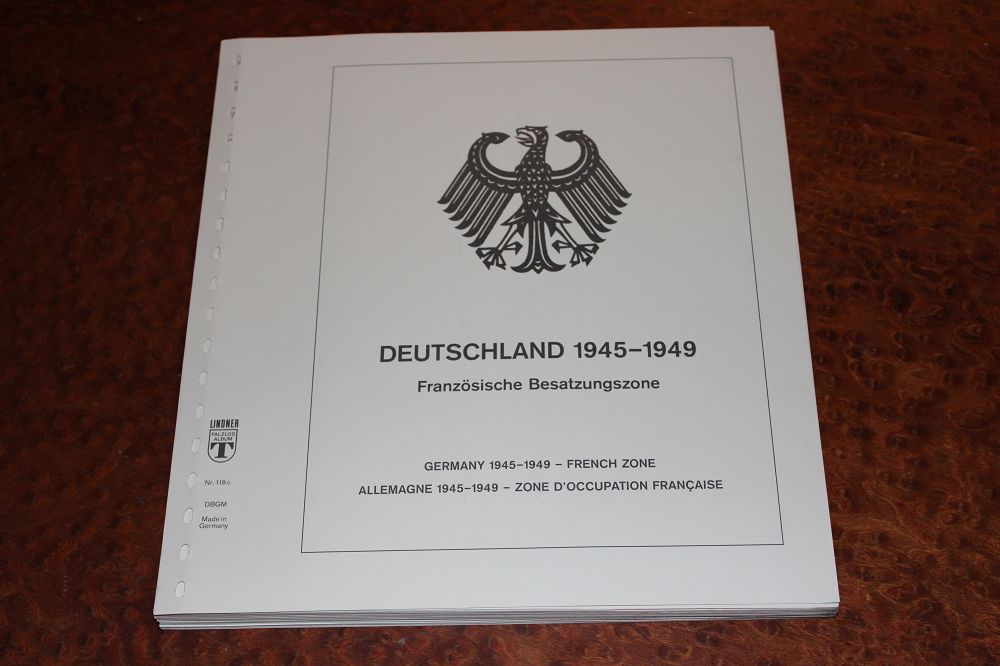 DEUTSCHLAND 1945–1949
Französische Besatzungszone
GERMANY 1945–1949 – FRENCH ZONE
ALLEMAGNE 1945–1949 – ZONE D'OCCUPATION FRANÇAISE
LINDNER
FALZLOS
ALBUM
T
Nr. 118 c
DBGM
Made in
Germany